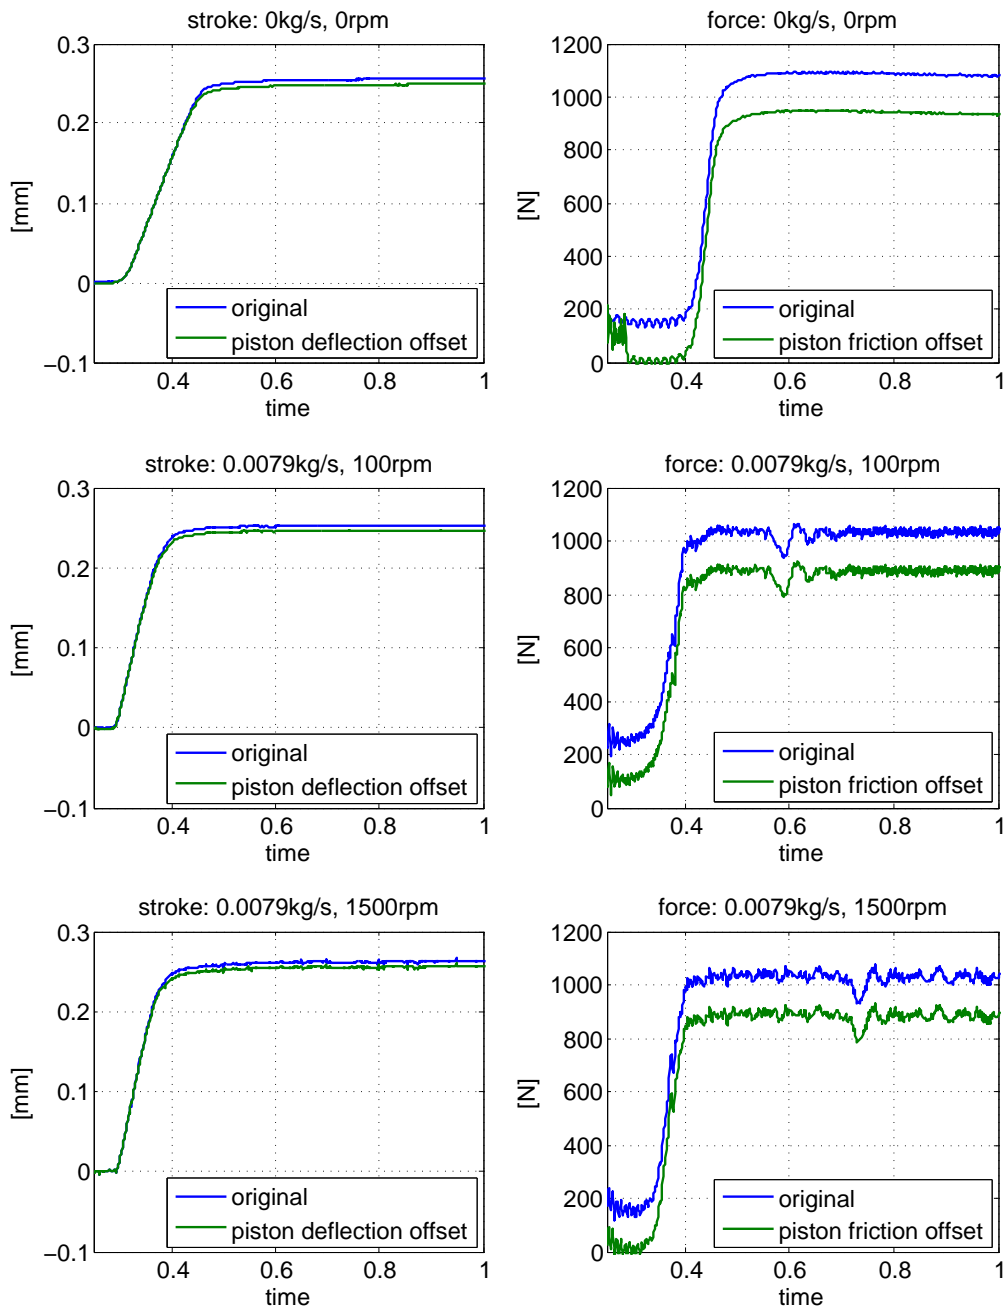 stroke: 0kg/s, 0rpm
0.3
0.2
0.1
0
−0.1
[mm]
original
piston deflection offset
0.4
0.6
0.8
1
time
force: 0kg/s, 0rpm
1200
1000
800
600
400
200
0
[N]
original
piston friction offset
0.4
0.6
0.8
1
time
stroke: 0.0079kg/s, 100rpm
0.3
0.2
0.1
0
−0.1
[mm]
original
piston deflection offset
0.4
0.6
0.8
1
time
force: 0.0079kg/s, 100rpm
1200
1000
800
600
400
200
0
[N]
original
piston friction offset
0.4
0.6
0.8
1
time
stroke: 0.0079kg/s, 1500rpm
0.3
0.2
0.1
0
−0.1
[mm]
original
piston deflection offset
0.4
0.6
0.8
1
time
force: 0.0079kg/s, 1500rpm
1200
1000
800
600
400
200
0
[N]
original
piston friction offset
0.4
0.6
0.8
1
time